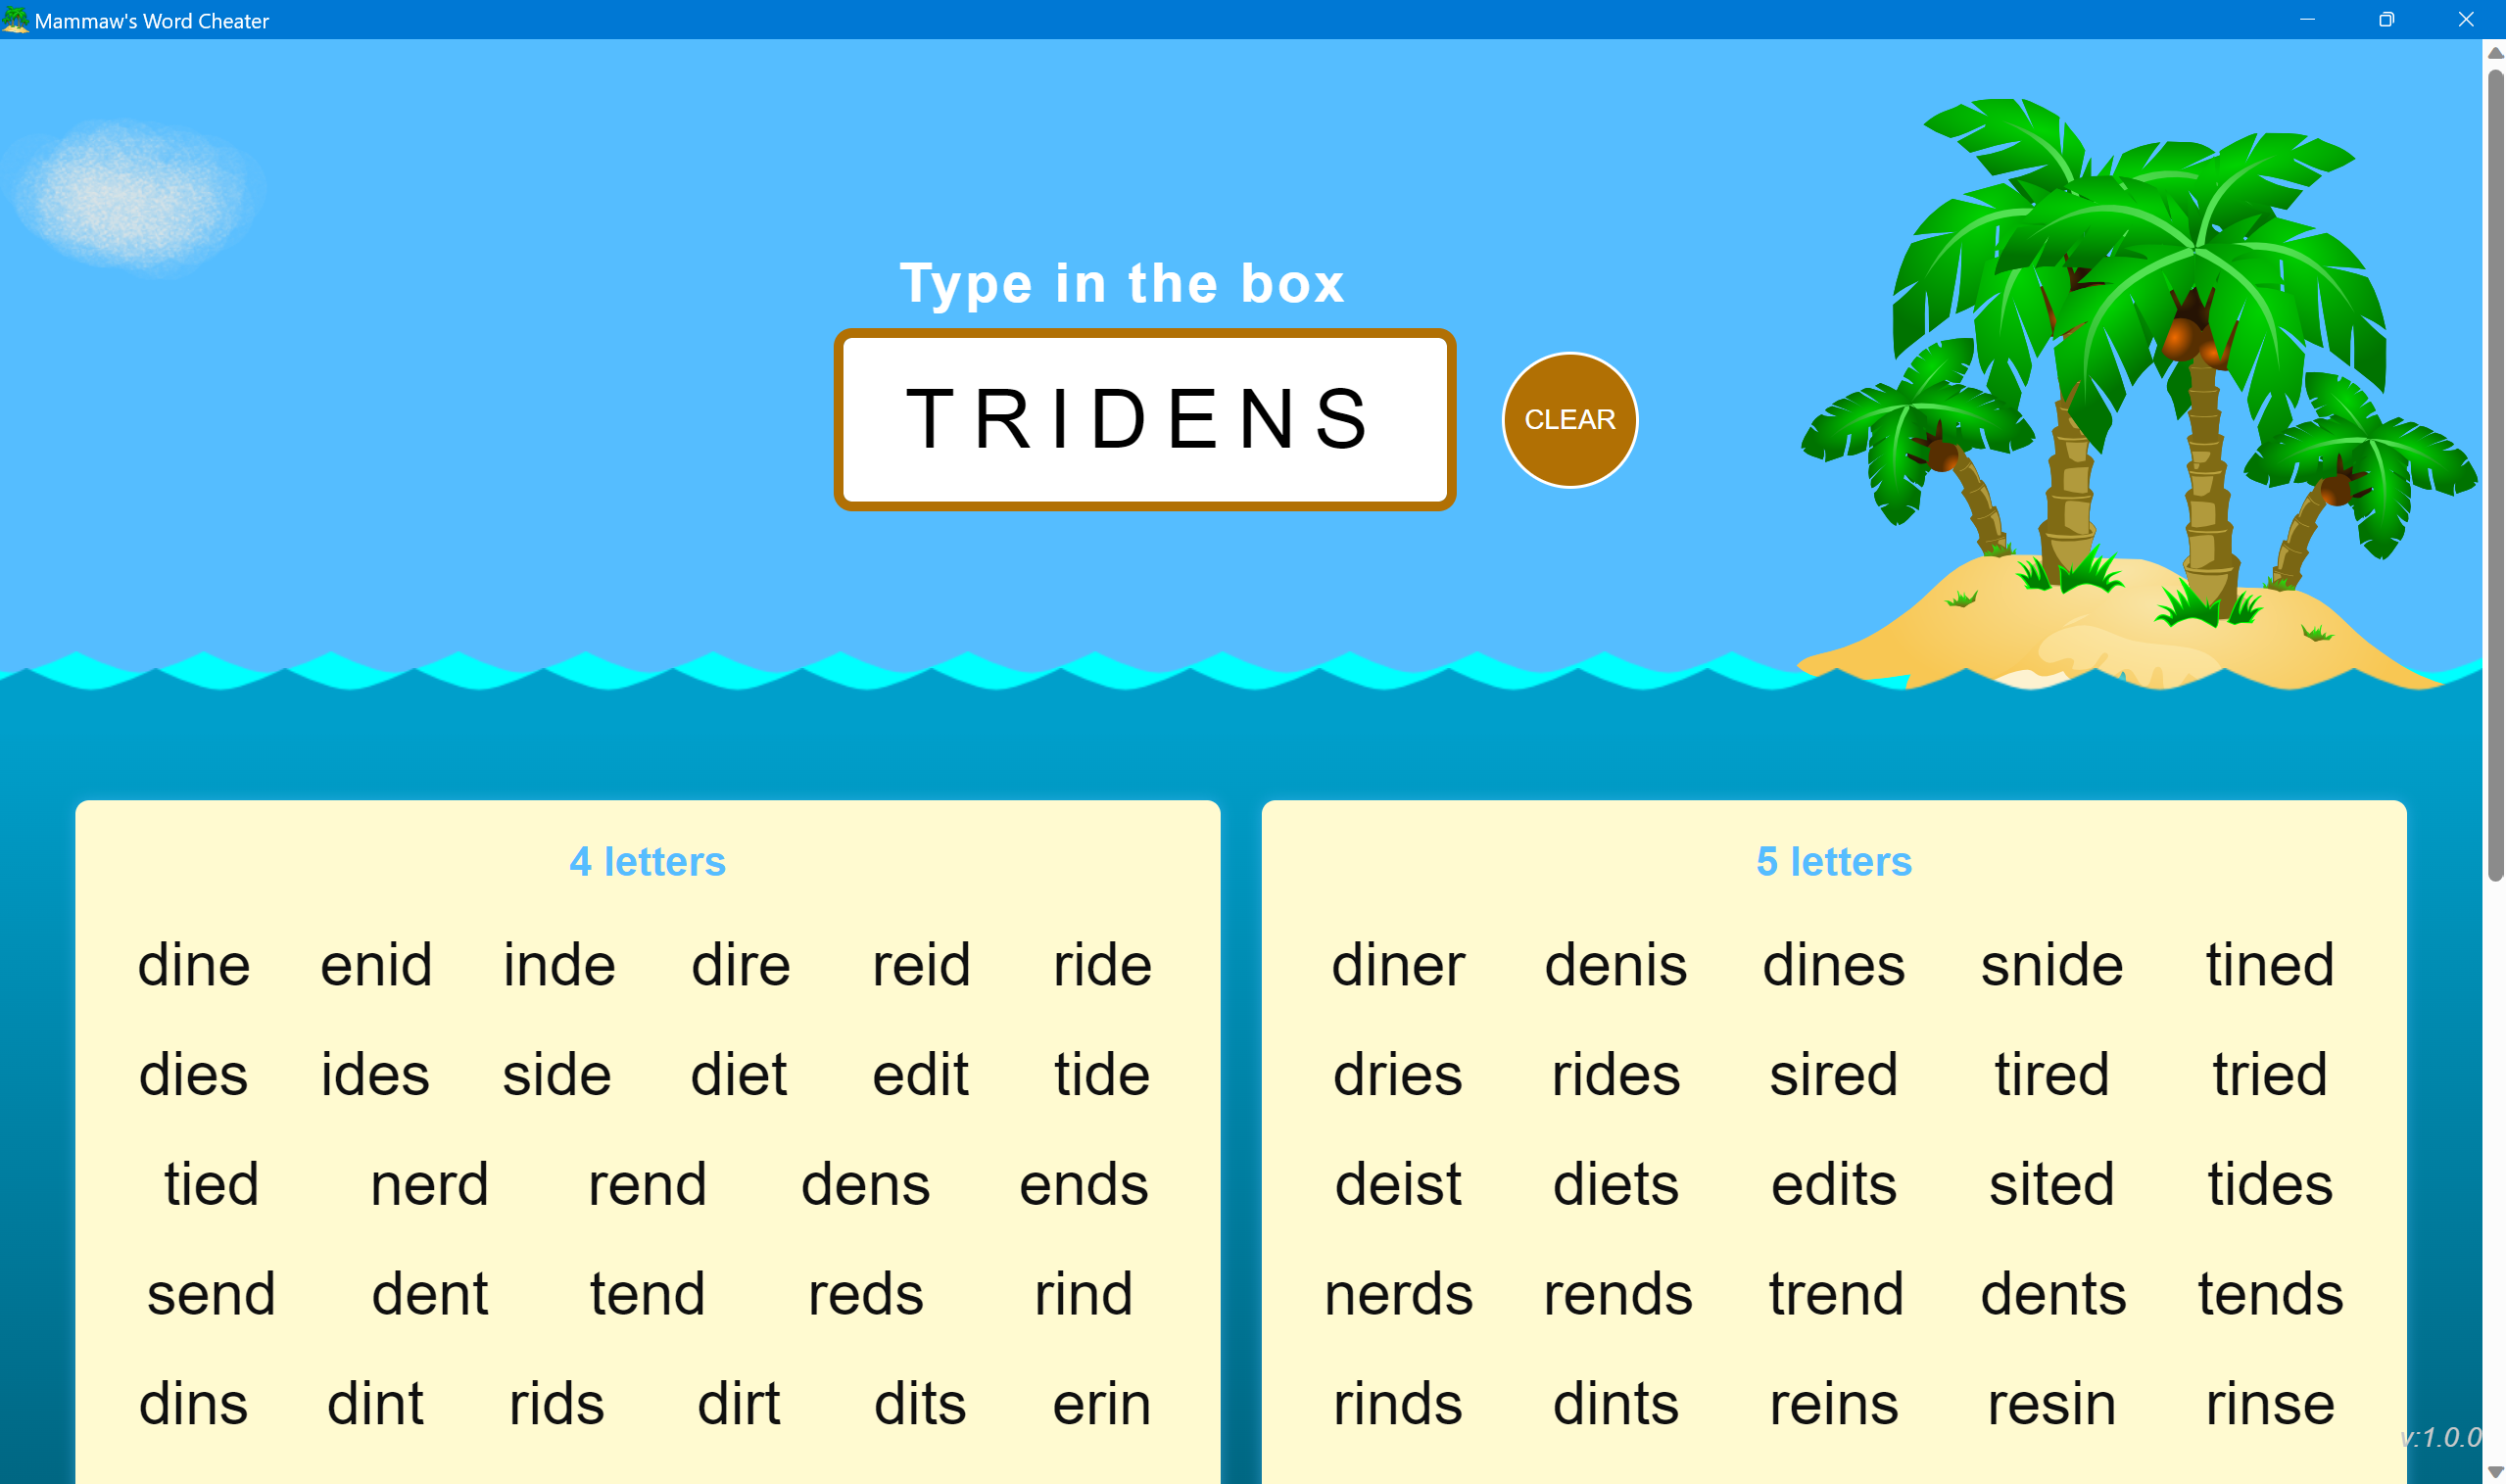 Mammaw's Word Cheater
Type in the box
TRIDENS
CLEAR
4 letters
dine enid inde dire reid ride
dies ides side diet edit tide
tied nerd rend dens ends
send dent tend reds rind
dins dint rids dirt dits erin
5 letters
diner denis dines snide tined
dries rides sired tired tried
deist diets edits sited tides
nerds rends trend dents tends
rinds dints reins resin rinse
v:1.0.0